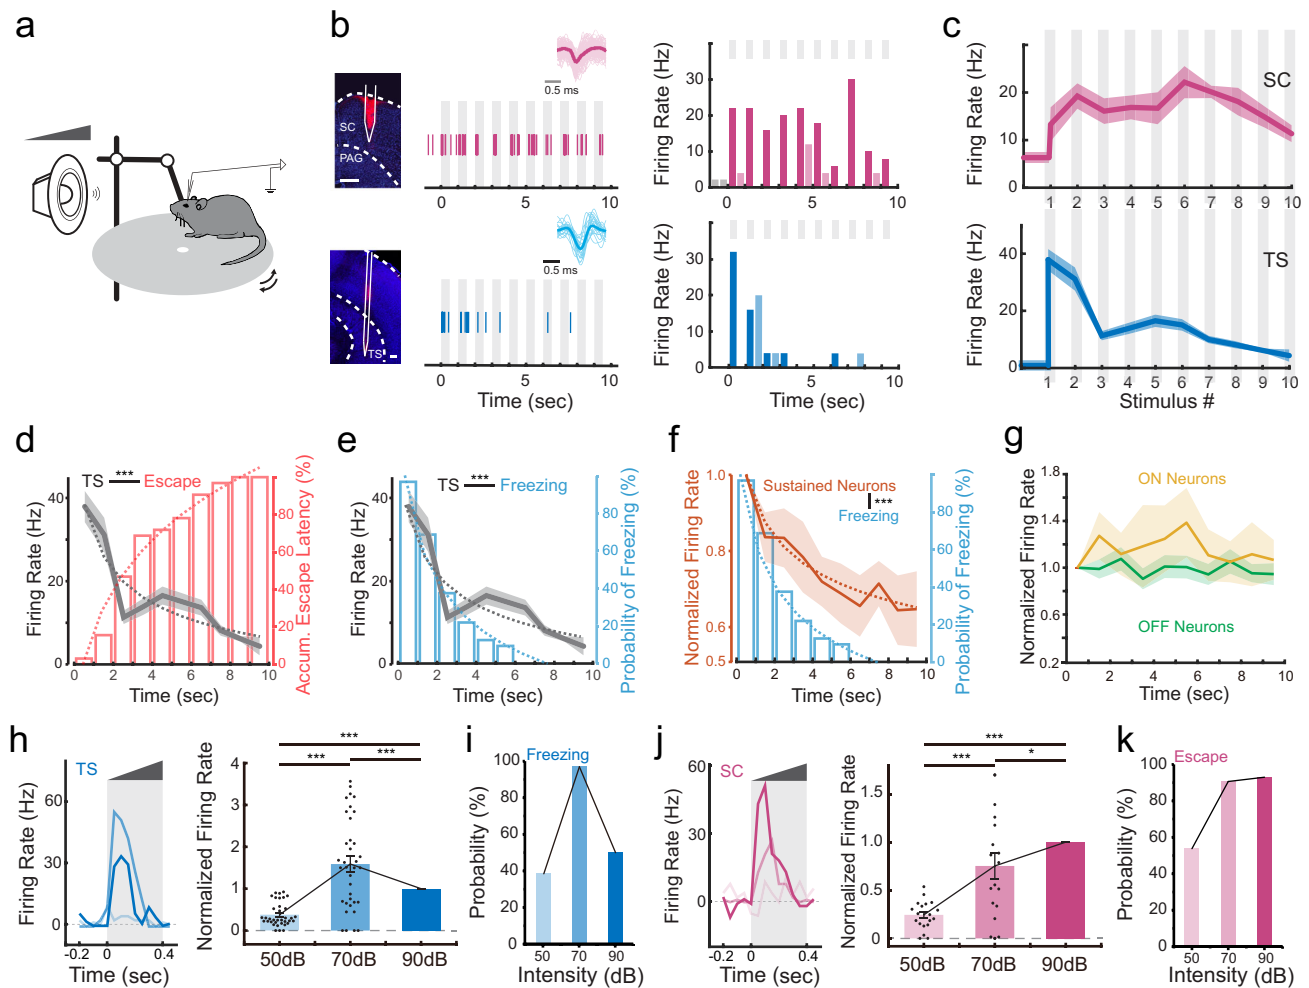 a
b
c
SC
PAG
0.5 ms
0
5
10
Firing Rate (Hz)
30
20
10
0
0
5
10
Firing Rate (Hz)
20
10
0
SC
1
2
3
4
5
6
7
8
9
10
TS
0.5 ms
0
5
10
Time (sec)
Firing Rate (Hz)
30
20
10
0
0
5
10
Time (sec)
Firing Rate (Hz)
40
20
0
TS
1
2
3
4
5
6
7
8
9
10
Stimulus #
d
TS *** Escape
Firing Rate (Hz)
40
20
0
0
2
4
6
8
10
Time (sec)
80
60
40
20
0
Accum. Escape Latency (%)
e
TS *** Freezing
Firing Rate (Hz)
40
20
0
0
2
4
6
8
10
Time (sec)
80
60
40
20
0
Probability of Freezing (%)
f
Sustained Neurons
***
Freezing
Normalized Firing Rate
1.0
0.8
0.6
0.5
0
2
4
6
8
10
Time (sec)
80
60
40
20
0
Probability of Freezing (%)
g
ON Neurons
OFF Neurons
Normalized Firing Rate
1.8
1.4
1.0
0.6
0.2
0
2
4
6
8
10
Time (sec)
h
TS
Firing Rate (Hz)
60
30
0
-0.2
0
0.4
Time (sec)
Normalized Firing Rate
4
3
2
1
0
***
***
***
50dB
70dB
90dB
i
Freezing
Probability (%)
100
80
60
40
20
0
50
70
90
Intensity (dB)
j
SC
Firing Rate (Hz)
60
30
0
-0.2
0
0.4
Time (sec)
Normalized Firing Rate
1.5
1
0.5
0
***
***
*
50dB
70dB
90dB
k
Escape
Probability (%)
100
80
60
40
20
0
50
70
90
Intensity (dB)